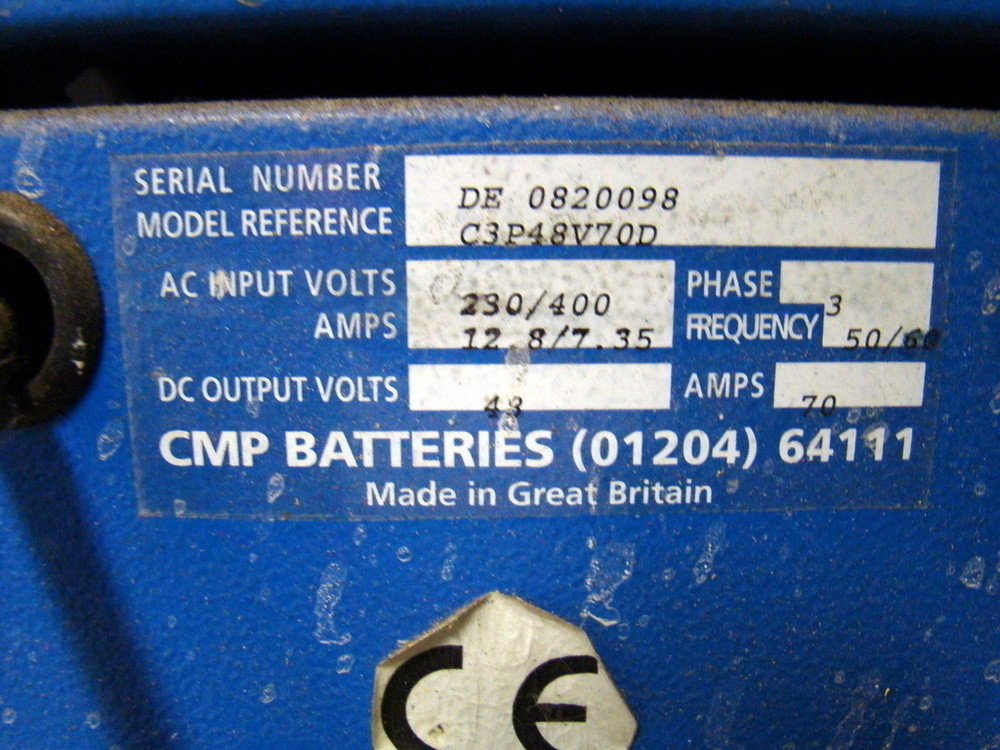 SERIAL NUMBER DE 0820098
MODEL REFERENCE C3P48V70D
AC INPUT VOLTS 230/400 PHASE 3
AMPS 12.8/7.35 FREQUENCY 50/60
DC OUTPUT VOLTS 48 AMPS 70
CMP BATTERIES (01204) 64111
Made in Great Britain
CE